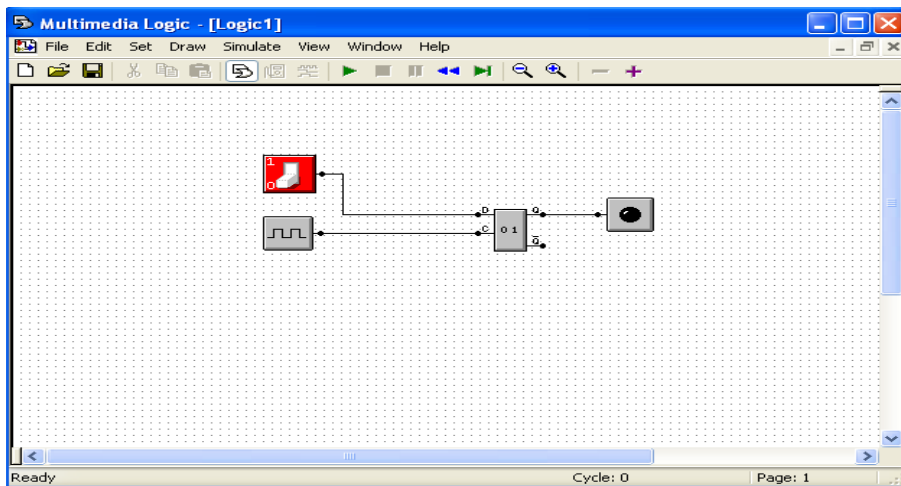 Multimedia Logic - [Logic1]
File Edit Set Draw Simulate View Window Help
1
0
D Q
C 0 1
Q̅
Ready Cycle: 0 Page: 1